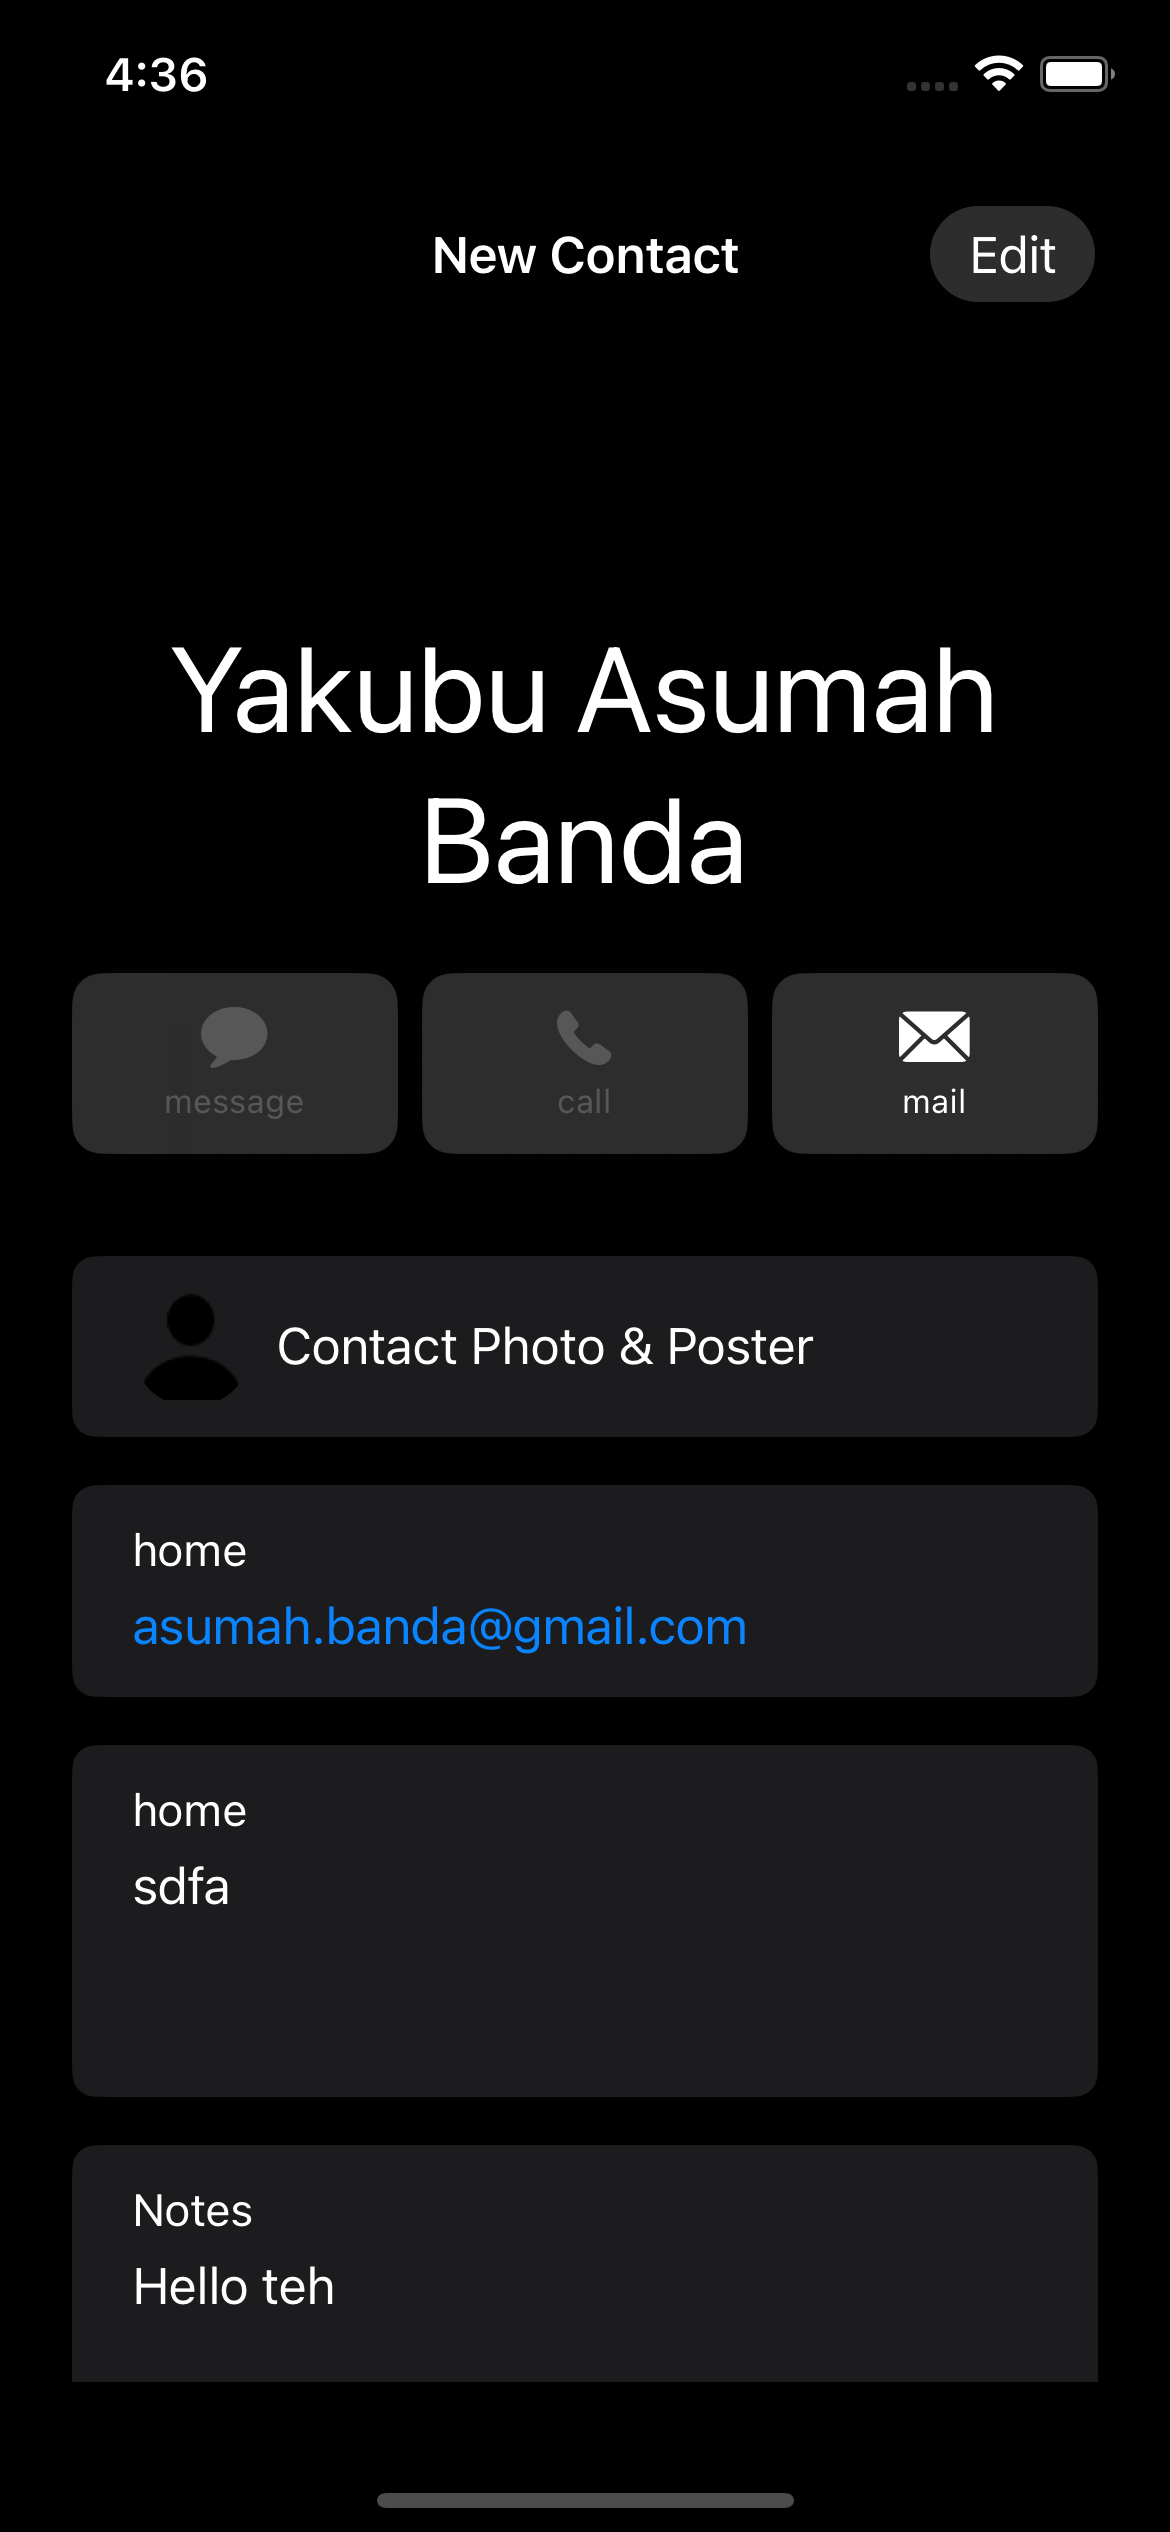 4:36
New Contact
Edit
Yakubu Asumah
Banda
message
call
mail
Contact Photo & Poster
home
asumah.banda@gmail.com
home
sdfa
Notes
Hello teh